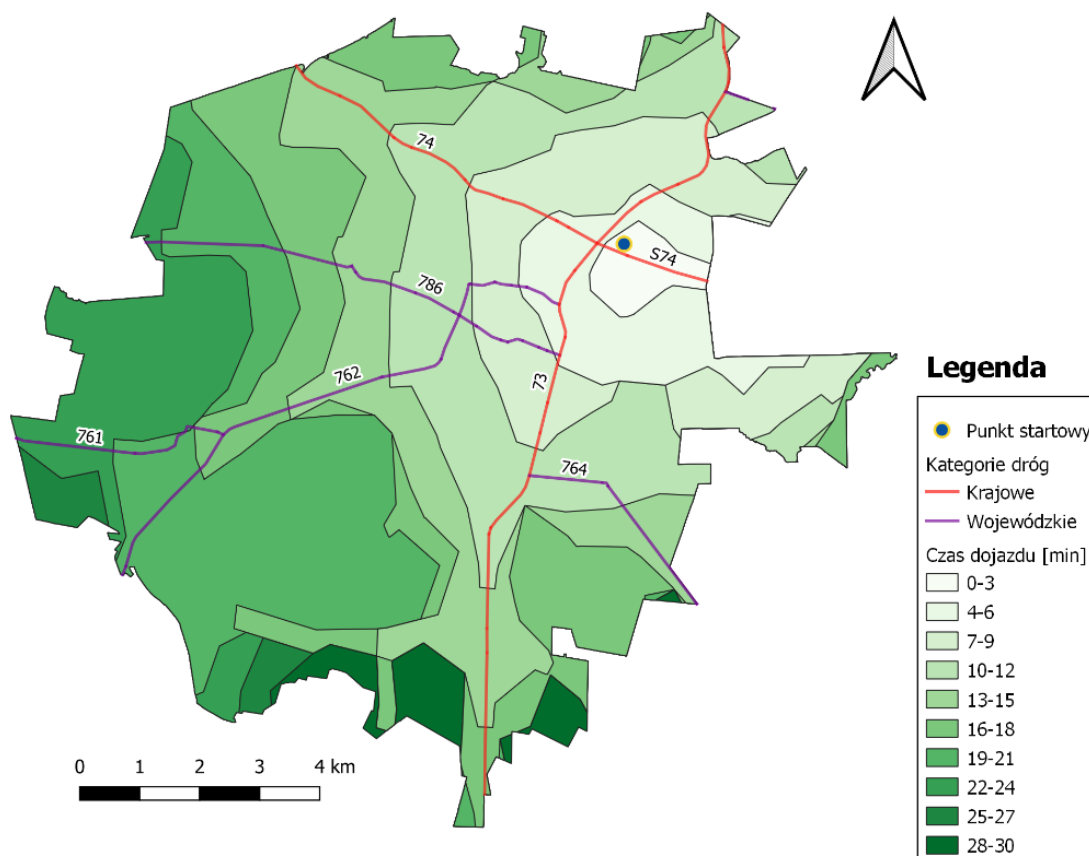 74
S74
786
73
762
761
764
0 1 2 3 4 km
Legenda
Punkt startowy
Kategorie dróg
Krajowe
Wojewódzkie
Czas dojazdu [min]
0-3
4-6
7-9
10-12
13-15
16-18
19-21
22-24
25-27
28-30